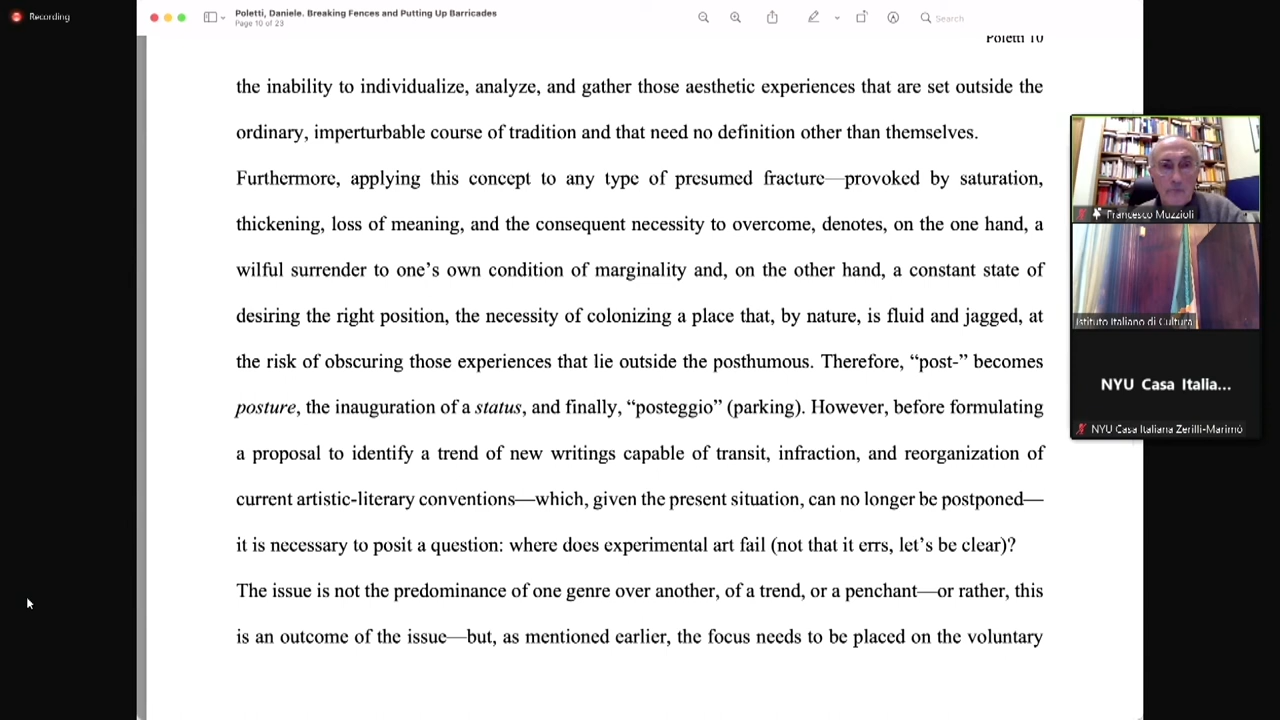 Recording
Poletti, Daniele. Breaking Fences and Putting Up Barricades
Page 10 of 23
Search
Poletti 10
the inability to individualize, analyze, and gather those aesthetic experiences that are set outside the
ordinary, imperturbable course of tradition and that need no definition other than themselves.
Furthermore, applying this concept to any type of presumed fracture—provoked by saturation,
thickening, loss of meaning, and the consequent necessity to overcome, denotes, on the one hand, a
wilful surrender to one’s own condition of marginality and, on the other hand, a constant state of
desiring the right position, the necessity of colonizing a place that, by nature, is fluid and jagged, at
the risk of obscuring those experiences that lie outside the posthumous. Therefore, “post-” becomes
posture, the inauguration of a status, and finally, “posteggio” (parking). However, before formulating
a proposal to identify a trend of new writings capable of transit, infraction, and reorganization of
current artistic-literary conventions—which, given the present situation, can no longer be postponed—
it is necessary to posit a question: where does experimental art fail (not that it errs, let’s be clear)?
The issue is not the predominance of one genre over another, of a trend, or a penchant—or rather, this
is an outcome of the issue—but, as mentioned earlier, the focus needs to be placed on the voluntary
Francesco Muzzioli
Istituto Italiano di Cultura
NYU Casa Italia...
NYU Casa Italiana Zerilli-Marimò